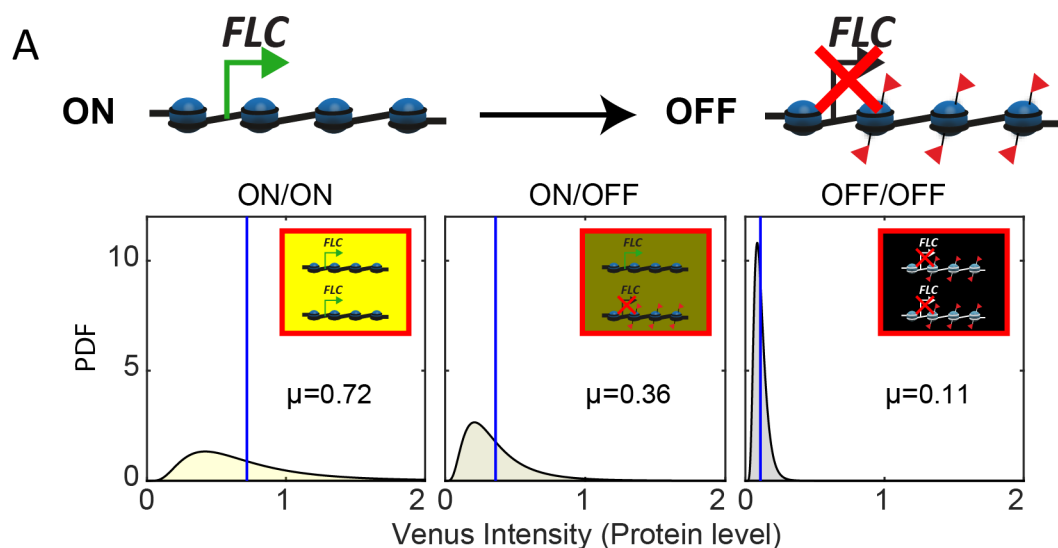 A
FLC
FLC
ON
OFF
ON/ON
ON/OFF
OFF/OFF
PDF
10
5
0
FLC
FLC
μ=0.72
FLC
FLC
μ=0.36
FLC
FLC
μ=0.11
0 1 2
0 1 2
0 1 2
Venus Intensity (Protein level)